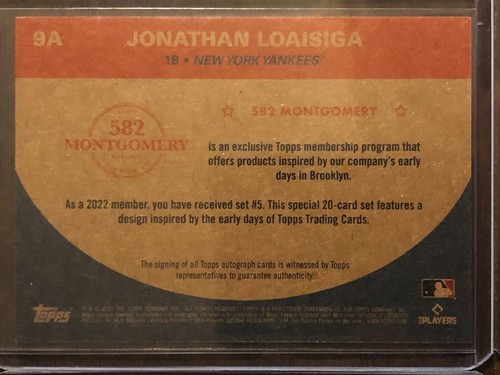 9A JONATHAN LOAISIGA
1B • NEW YORK YANKEES
582 MONTGOMERY
582
MONTGOMERY
is an exclusive Topps membership program that
offers products inspired by our company's early
days in Brooklyn.
As a 2022 member, you have received set #5. This special 20-card set features a
design inspired by the early days of Topps Trading Cards.
The signing of all Topps autograph cards is witnessed by Topps
representatives to guarantee authenticity.
Topps
PLAYERS